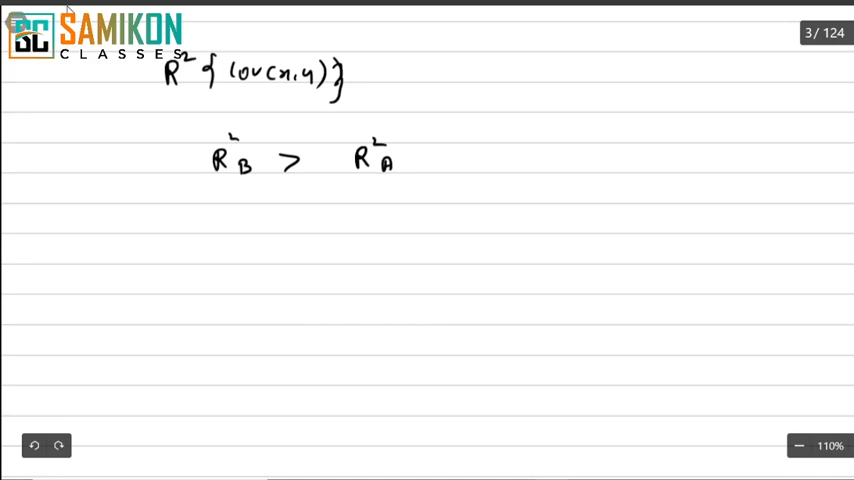 SAMIKON
CLASSES
3 / 124
R² { cov(x,y) }
R²B > R²A
110%